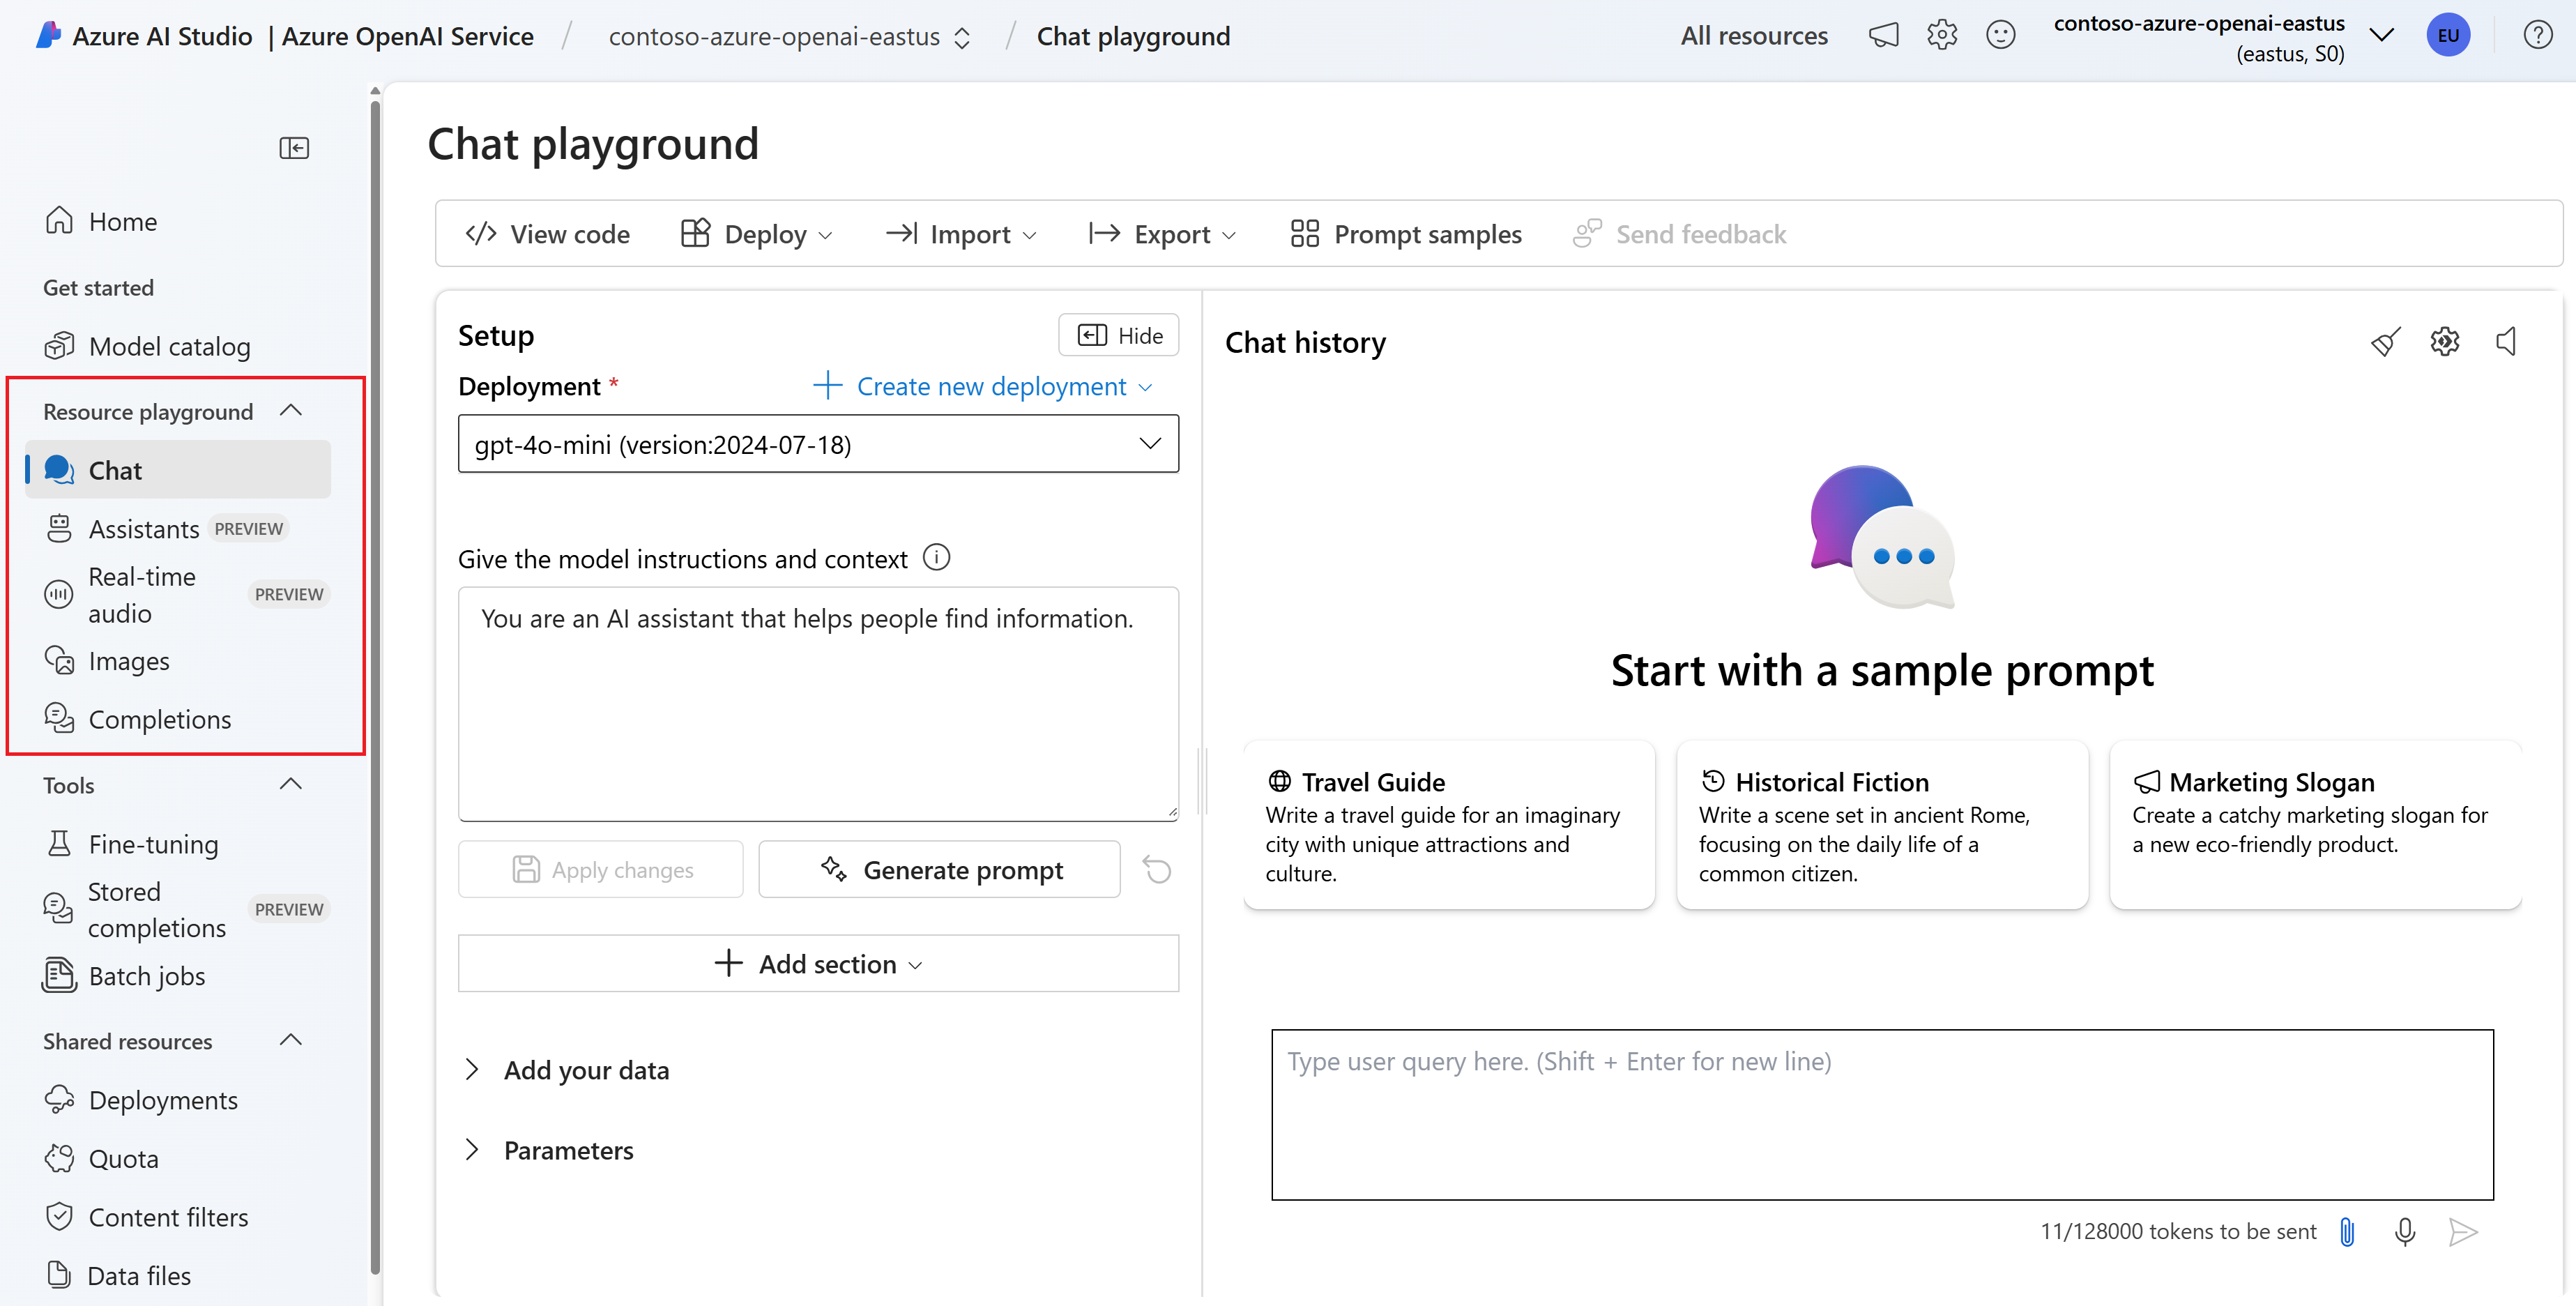 Azure AI Studio | Azure OpenAI Service / contoso-azure-openai-eastus / Chat playground
All resources
contoso-azure-openai-eastus
(eastus, S0)
EU
Home
Get started
Model catalog
Resource playground
Chat
Assistants PREVIEW
Real-time
audio
PREVIEW
Images
Completions
Tools
Fine-tuning
Stored
completions
PREVIEW
Batch jobs
Shared resources
Deployments
Quota
Content filters
Data files
Chat playground
View code
Deploy
Import
Export
Prompt samples
Send feedback
Setup
Hide
Deployment *
Create new deployment
gpt-4o-mini (version:2024-07-18)
Give the model instructions and context
You are an AI assistant that helps people find information.
Apply changes
Generate prompt
Add section
Add your data
Parameters
Chat history
Start with a sample prompt
Travel Guide
Write a travel guide for an imaginary
city with unique attractions and
culture.
Historical Fiction
Write a scene set in ancient Rome,
focusing on the daily life of a
common citizen.
Marketing Slogan
Create a catchy marketing slogan for
a new eco-friendly product.
Type user query here. (Shift + Enter for new line)
11/128000 tokens to be sent